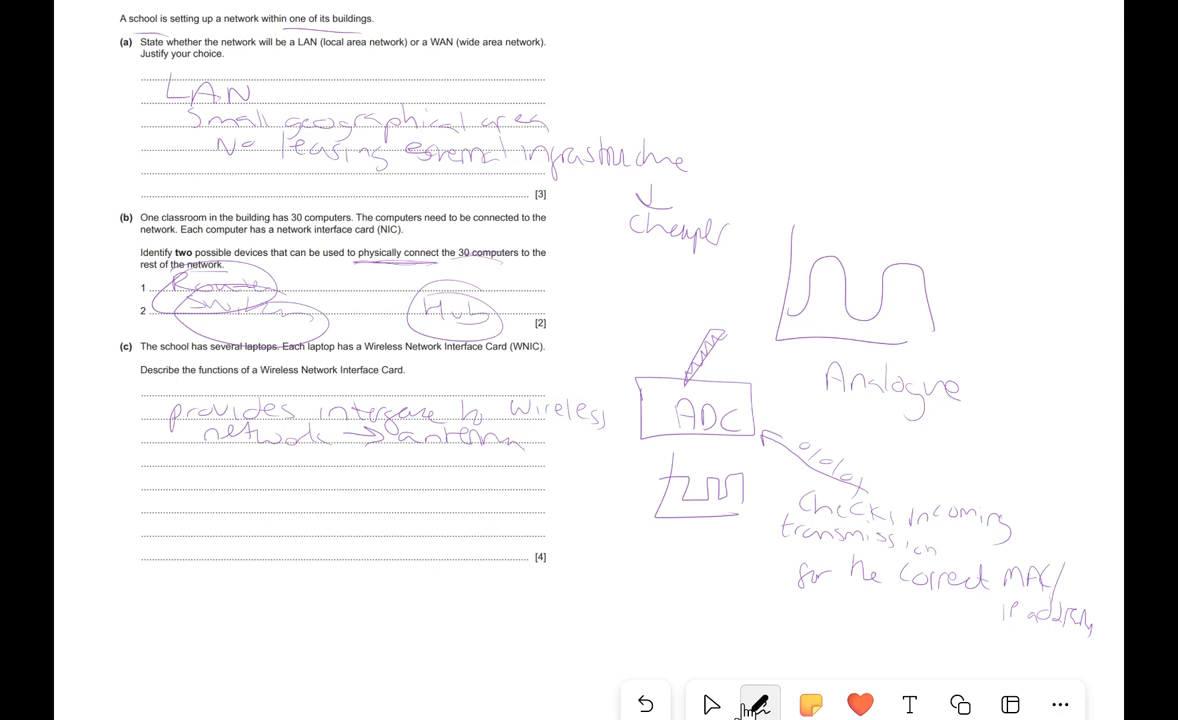 A school is setting up a network within one of its buildings.
(a) State whether the network will be a LAN (local area network) or a WAN (wide area network).
Justify your choice.
LAN
Small geographical area
No leasing external infrastructure
cheaper
[3]
(b) One classroom in the building has 30 computers. The computers need to be connected to the
network. Each computer has a network interface card (NIC).
Identify two possible devices that can be used to physically connect the 30 computers to the
rest of the network.
1
2
Switch
Hub
[2]
(c) The school has several laptops. Each laptop has a Wireless Network Interface Card (WNIC).
Describe the functions of a Wireless Network Interface Card.
provides interface to wireless
network → antenna
[4]
Analogue
ADC
Checks incoming
transmission
for the correct MAC/
IP address
T